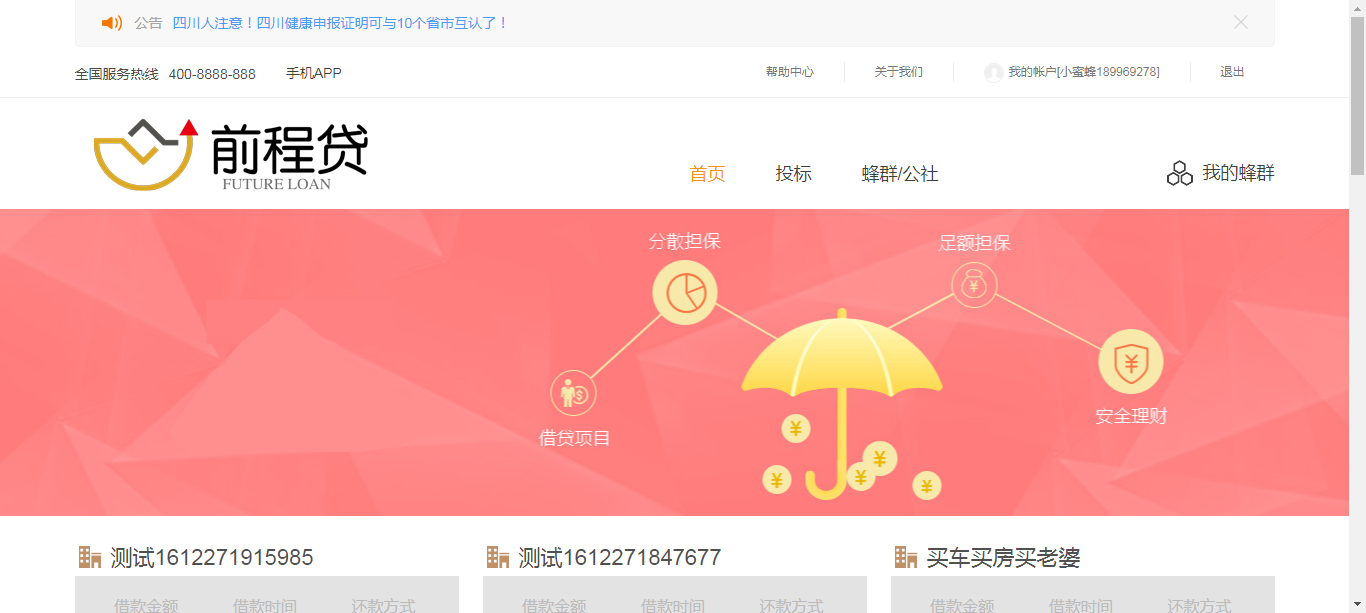 公告 四川人注意！四川健康申报证明可与10个省市互认了！
全国服务热线 400-8888-888 手机APP 帮助中心 关于我们 我的帐户[小蜜蜂189969278] 退出
前程贷
FUTURE LOAN
首页 投标 蜂群/公社 我的蜂群
分散担保 足额担保
借贷项目 安全理财
测试1612271915985 测试1612271847677 买车买房买老婆
借款金额 借款时间 还款方式 借款金额 借款时间 还款方式 借款金额 借款时间 还款方式